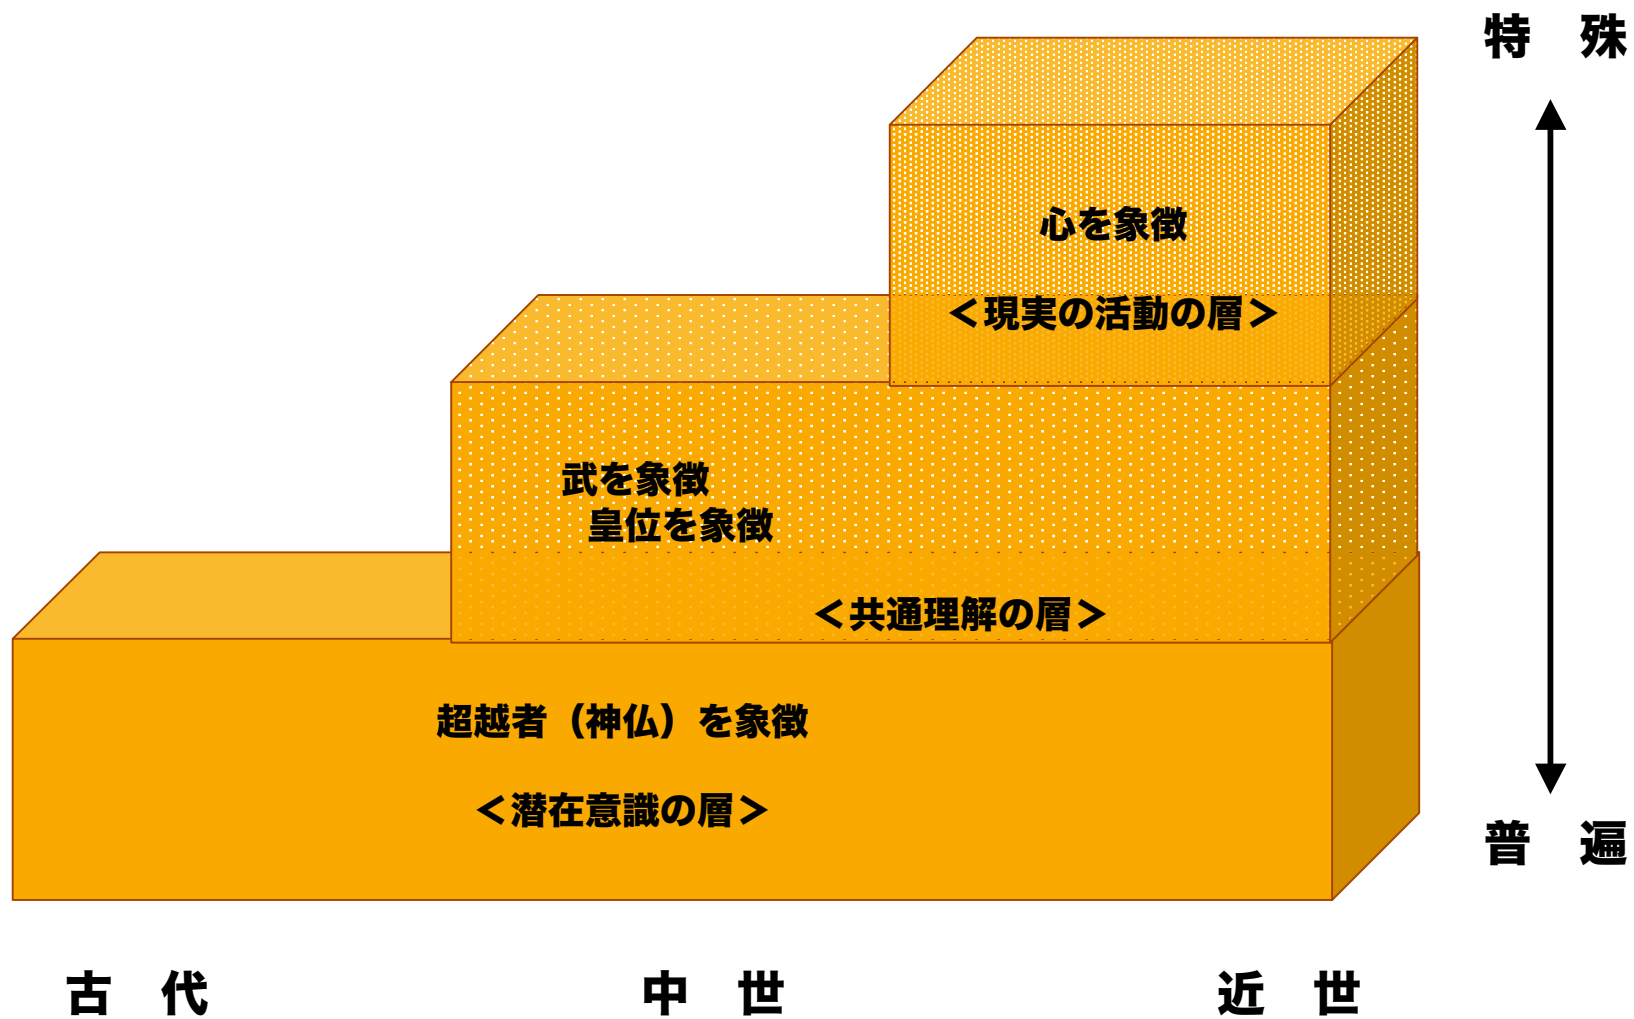 特 殊
心を象徴
＜現実の活動の層＞
武を象徴
皇位を象徴
＜共通理解の層＞
超越者（神仏）を象徴
＜潜在意識の層＞
普 遍
古 代
中 世
近 世